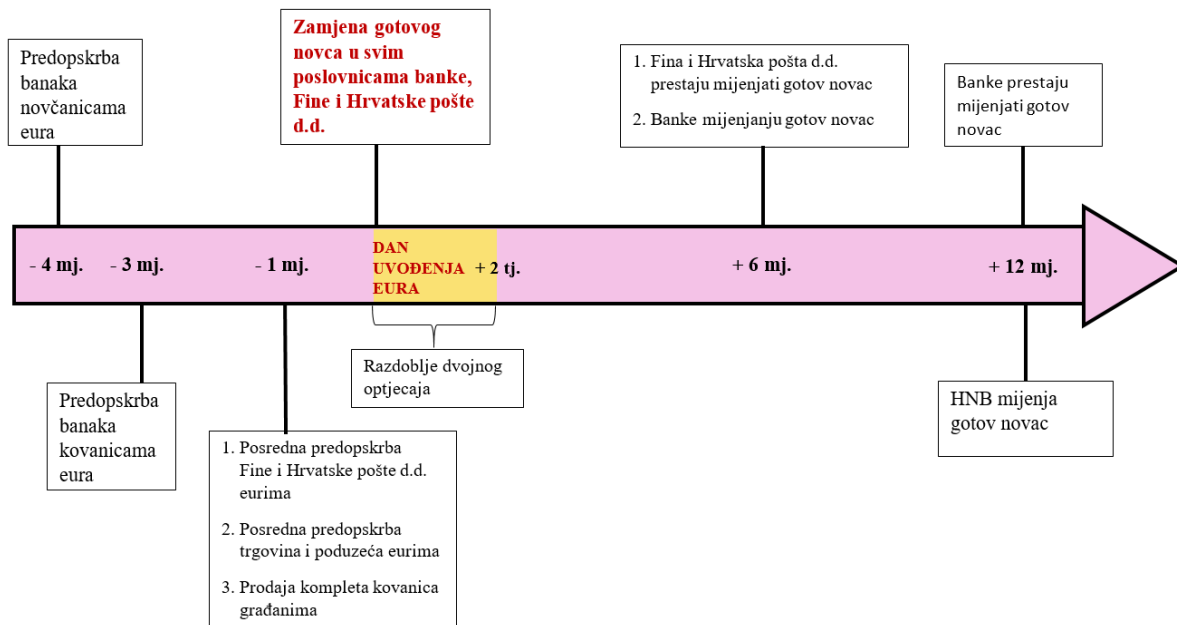 Predopskrba
banaka
novčanicama
eura
Zamjena gotovog
novca u svim
poslovnicama banke,
Fine i Hrvatske pošte
d.d.
1. Fina i Hrvatska pošta d.d.
prestaju mijenjati gotov novac
2. Banke mijenjanju gotov novac
Banke prestaju
mijenjati gotov
novac
- 4 mj.
- 3 mj.
- 1 mj.
DAN
UVOĐENJA
EURA
+ 2 tj.
+ 6 mj.
+ 12 mj.
Predopskrba
banaka
kovanicama
eura
1. Posredna predopskrba
Fine i Hrvatske pošte d.d.
eurima
2. Posredna predopskrba
trgovina i poduzeća eurima
3. Prodaja kompleta kovanica
građanima
Razdoblje dvojnog
optjecaja
HNB mijenja
gotov novac